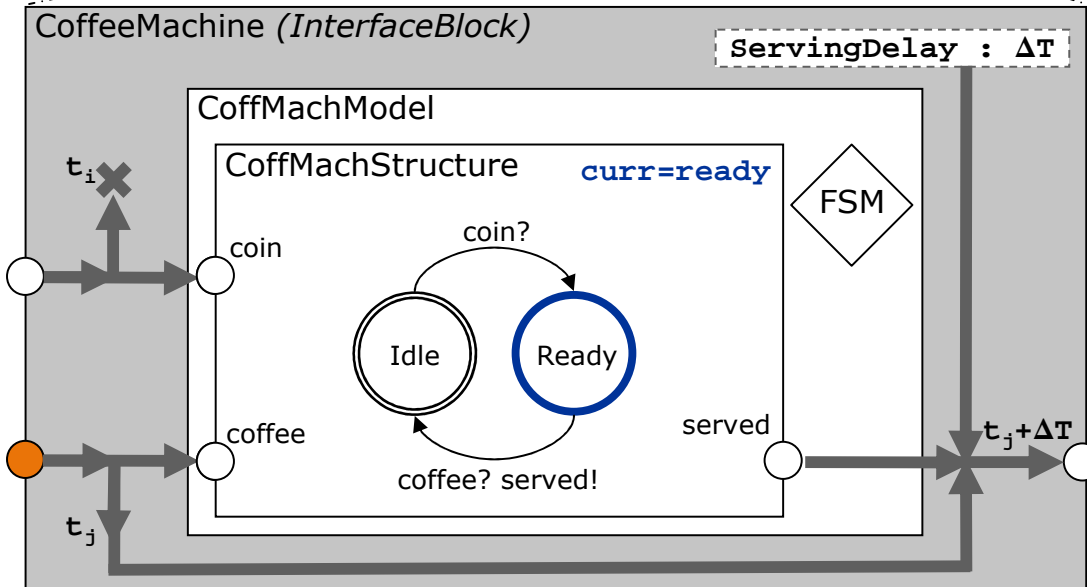 CoffeeMachine (InterfaceBlock)
ServingDelay : ΔT
CoffMachModel
CoffMachStructure
curr=ready
FSM
tᵢ
coin
coin?
Idle
Ready
coffee
served
coffee? served!
tⱼ+ΔT
tⱼ